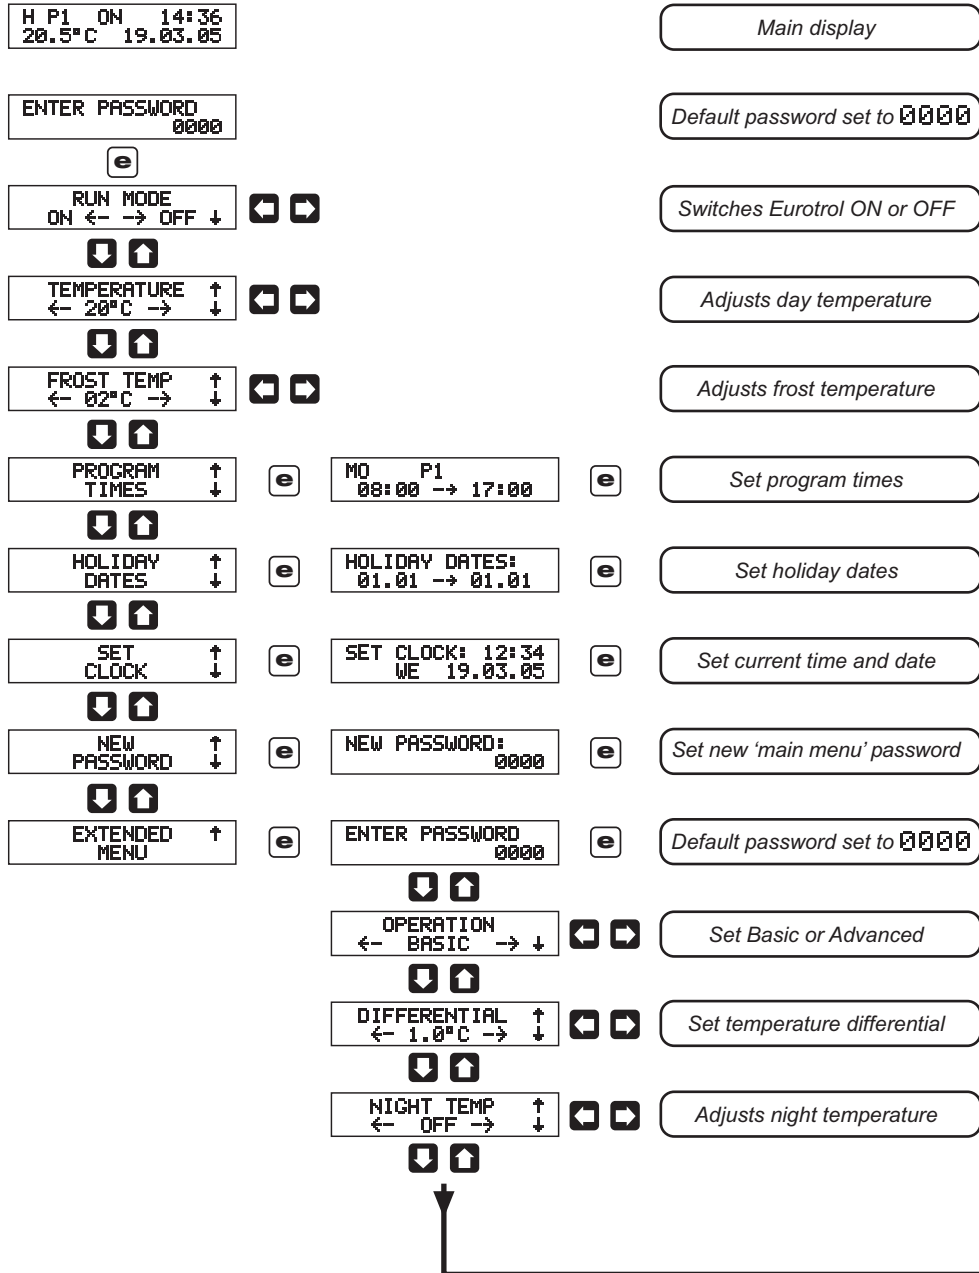 H P1 ON 14:36
20.5°C 19.03.05
Main display
ENTER PASSWORD
0000
Default password set to 0000
e
RUN MODE
ON ←- -→ OFF ↓
Switches Eurotrol ON or OFF
TEMPERATURE ↑
←- 20°C -→ ↓
Adjusts day temperature
FROST TEMP ↑
←- 02°C -→ ↓
Adjusts frost temperature
PROGRAM ↑
TIMES ↓
e
MO P1
08:00 -→ 17:00
e
Set program times
HOLIDAY ↑
DATES ↓
e
HOLIDAY DATES:
01.01 -→ 01.01
e
Set holiday dates
SET ↑
CLOCK ↓
e
SET CLOCK: 12:34
WE 19.03.05
e
Set current time and date
NEW ↑
PASSWORD ↓
e
NEW PASSWORD:
0000
e
Set new ‘main menu’ password
EXTENDED ↑
MENU
e
ENTER PASSWORD
0000
e
Default password set to 0000
OPERATION
←- BASIC -→ ↓
Set Basic or Advanced
DIFFERENTIAL ↑
←- 1.0°C -→ ↓
Set temperature differential
NIGHT TEMP ↑
←- OFF -→ ↓
Adjusts night temperature